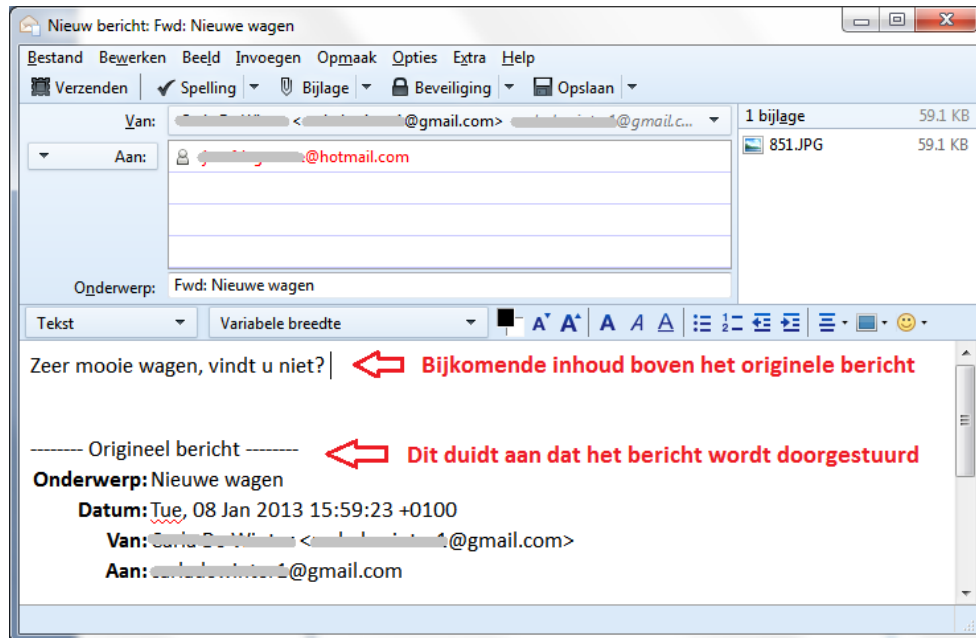 Nieuw bericht: Fwd: Nieuwe wagen
Bestand Bewerken Beeld Invoegen Opmaak Opties Extra Help
Verzenden Spelling Bijlage Beveiliging Opslaan
Van: < @gmail.com> @gmail.c...
1 bijlage 59.1 KB
851.JPG 59.1 KB
Aan: @hotmail.com
Onderwerp: Fwd: Nieuwe wagen
Tekst Variabele breedte
Zeer mooie wagen, vindt u niet? Bijkomende inhoud boven het originele bericht
-------- Origineel bericht -------- Dit duidt aan dat het bericht wordt doorgestuurd
Onderwerp: Nieuwe wagen
Datum: Tue, 08 Jan 2013 15:59:23 +0100
Van: < 1@gmail.com>
Aan: 1@gmail.com